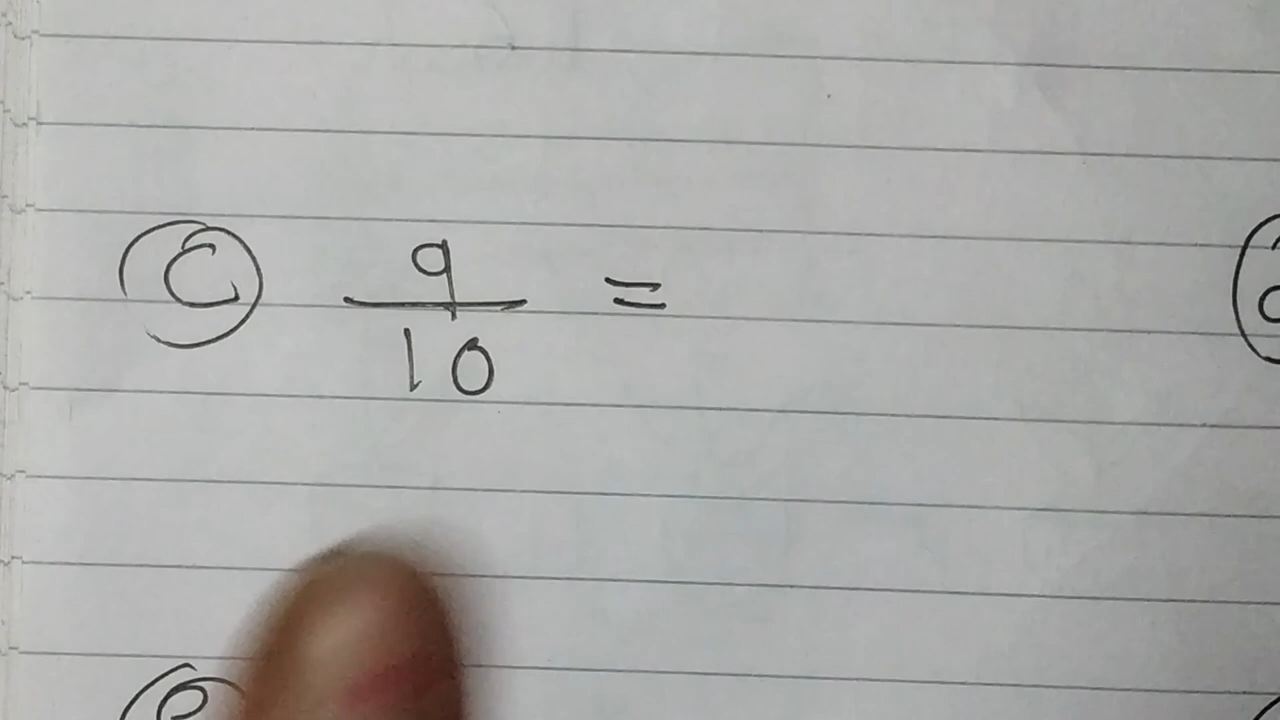 Ⓒ 9/10 =